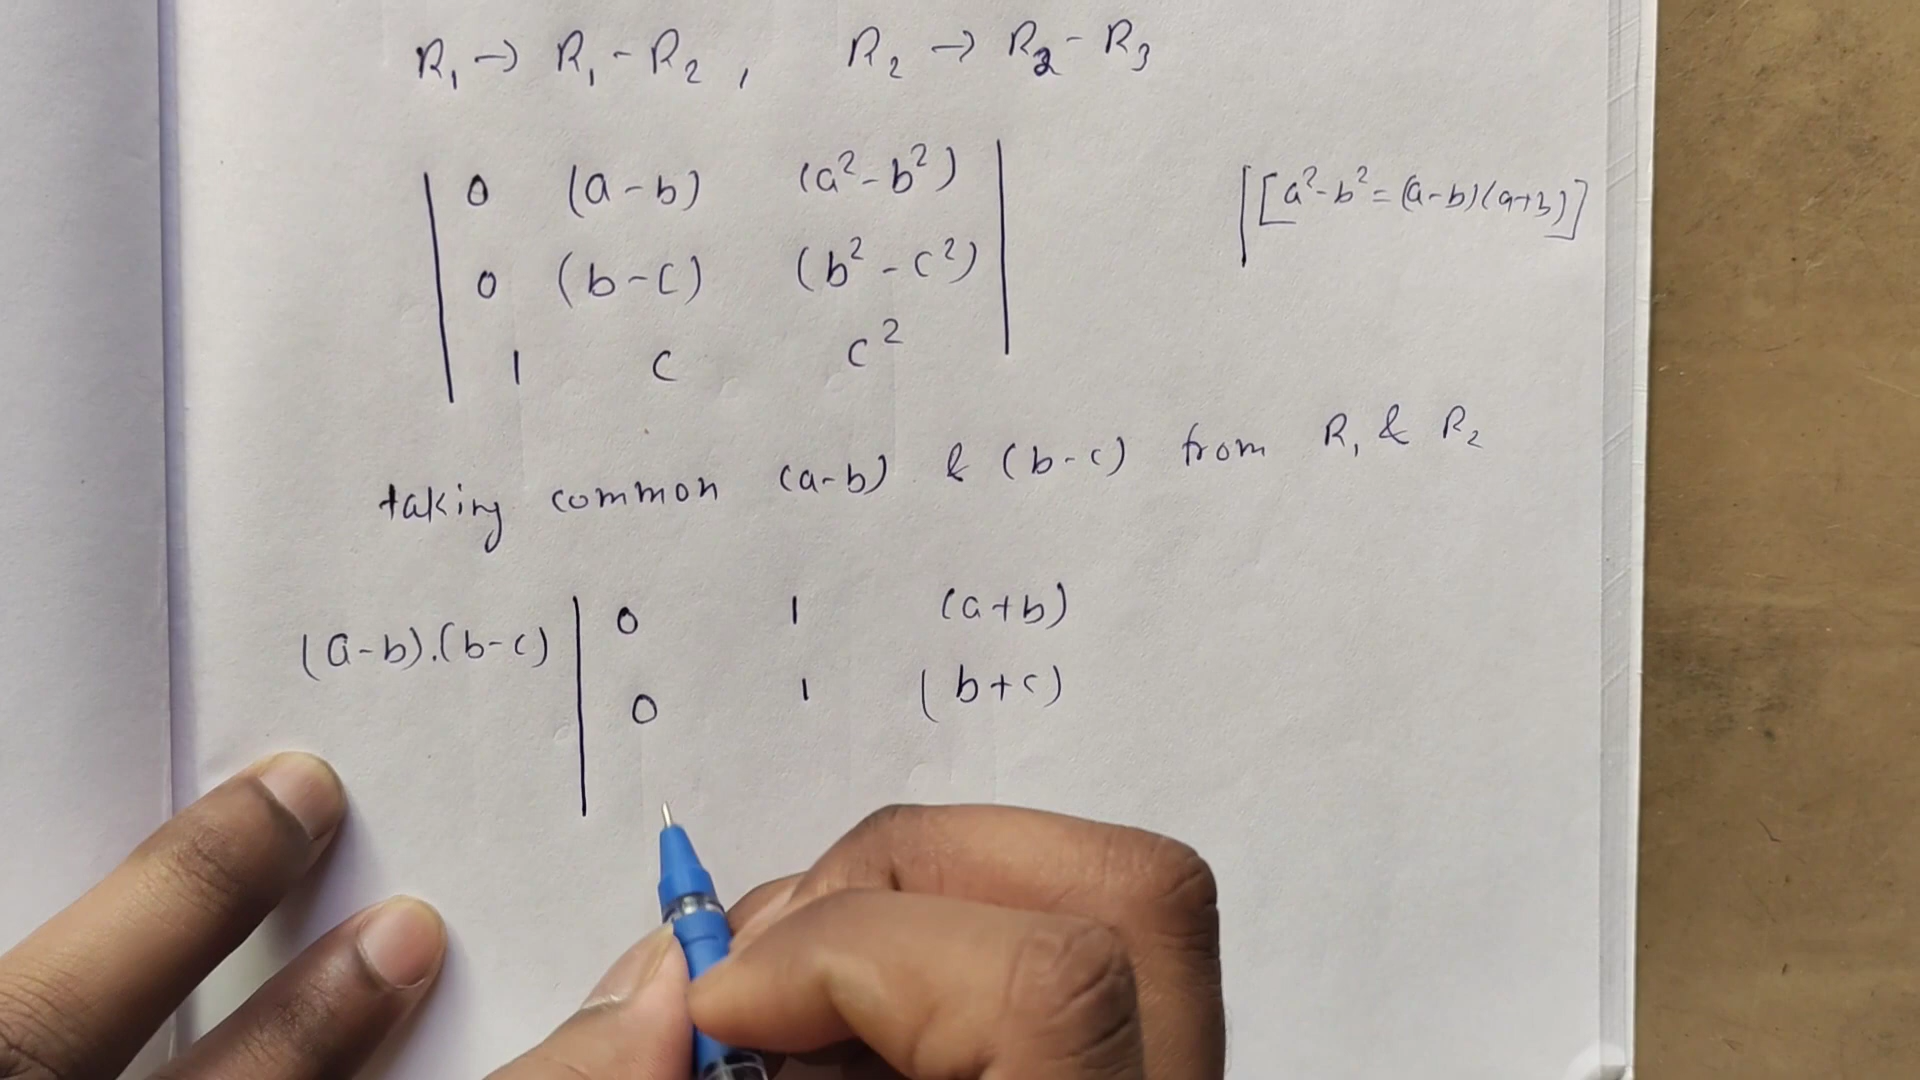 R₁ → R₁ - R₂ , R₂ → R₂ - R₃
| 0 (a-b) (a²-b²) | [[a²-b² = (a-b)(a+b)]
| 0 (b-c) (b²-c²) |
| 1 c c² |
taking common (a-b) & (b-c) from R₁ & R₂
(a-b).(b-c) | 0 1 (a+b)
| 0 1 (b+c)